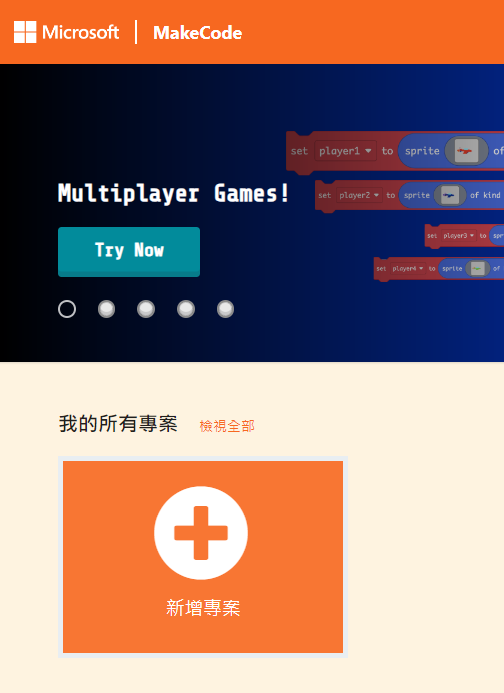 Microsoft MakeCode
set player1 to sprite of
Multiplayer Games!
set player2 to sprite of kind
set player3 to spr
Try Now
set player4 to sprite of kin
我的所有專案 檢視全部
新增專案